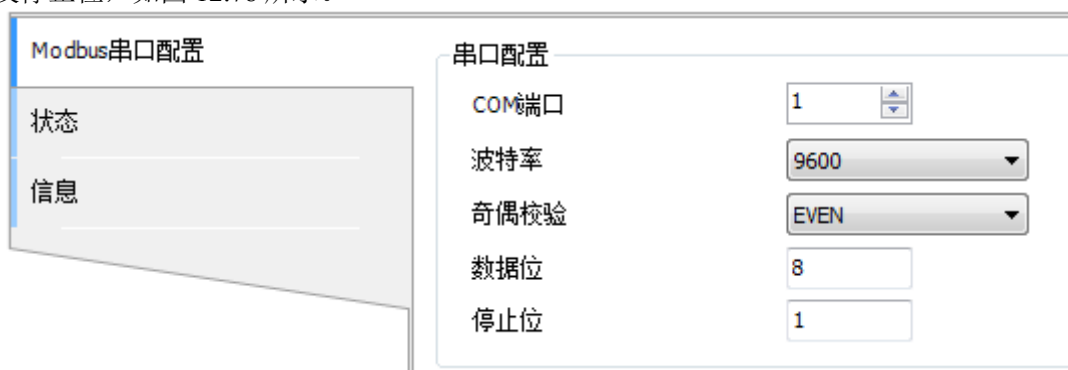 Modbus串口配置
状态
信息
串口配置
COM端口 1
波特率 9600
奇偶校验 EVEN
数据位 8
停止位 1